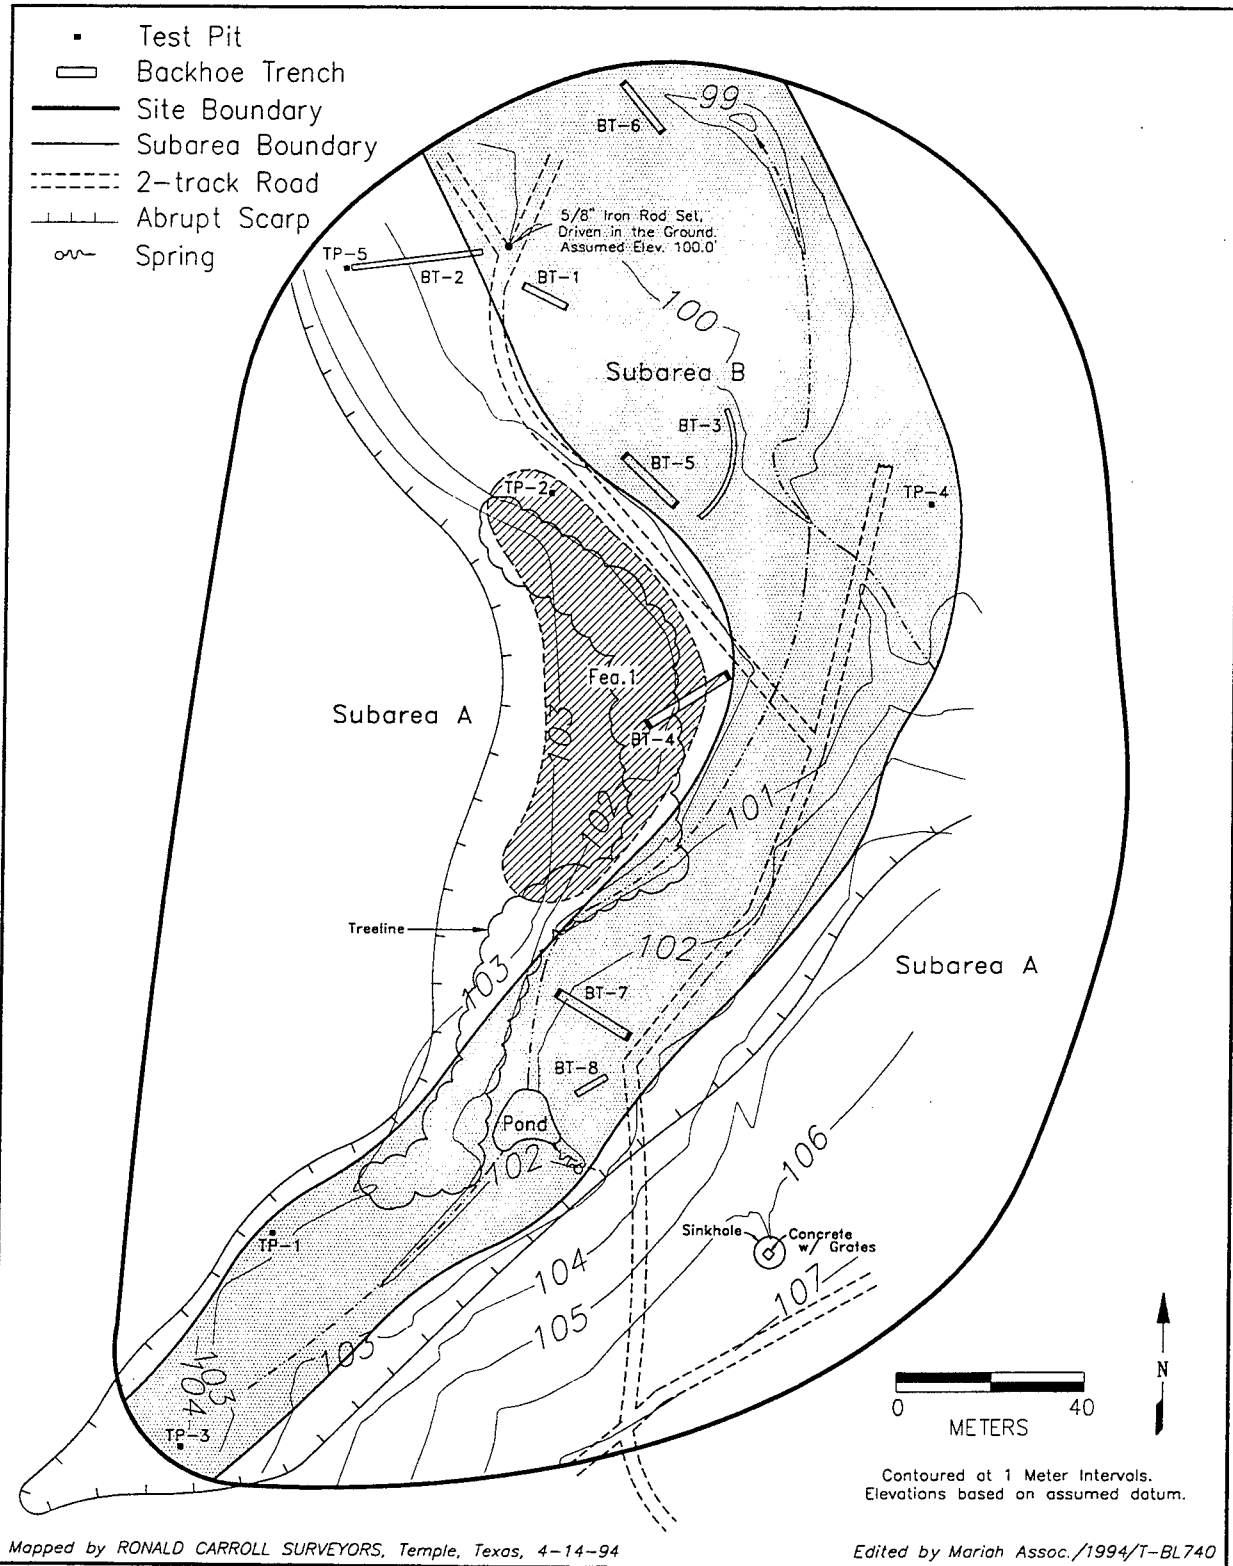 Test Pit
Backhoe Trench
Site Boundary
Subarea Boundary
2-track Road
Abrupt Scarp
Spring
99
BT-6
5/8" Iron Rod Set,
Driven in the Ground.
Assumed Elev. 100.0'
TP-5
BT-2
BT-1
100
Subarea B
BT-3
BT-5
TP-2
TP-4
Fea.1
Subarea A
103
BT-4
102
101
Treeline
102
Subarea A
103
BT-7
BT-8
Pond
102
106
TP-1
Sinkhole
Concrete
w/ Grates
104
107
105
103
103
104
TP-3
N
0 40
METERS
Contoured at 1 Meter Intervals.
Elevations based on assumed datum.
Mapped by RONALD CARROLL SURVEYORS, Temple, Texas, 4-14-94
Edited by Mariah Assoc./1994/T-BL740